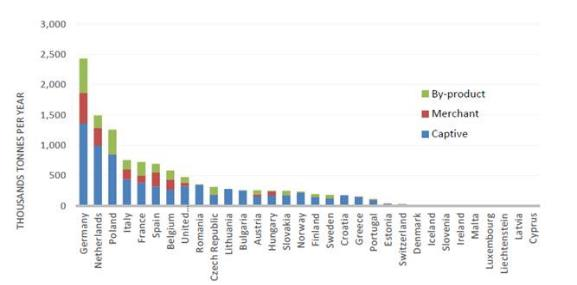 3,000
2,500
2,000
1,500
1,000
500
0
THOUSANDS TONNES PER YEAR
By-product
Merchant
Captive
Germany
Netherlands
Poland
Italy
France
Spain
Belgium
United…
Romania
Czech Republic
Lithuania
Bulgaria
Austria
Hungary
Slovakia
Norway
Finland
Sweden
Croatia
Greece
Portugal
Estonia
Switzerland
Denmark
Iceland
Slovenia
Ireland
Malta
Luxembourg
Liechtenstein
Latvia
Cyprus